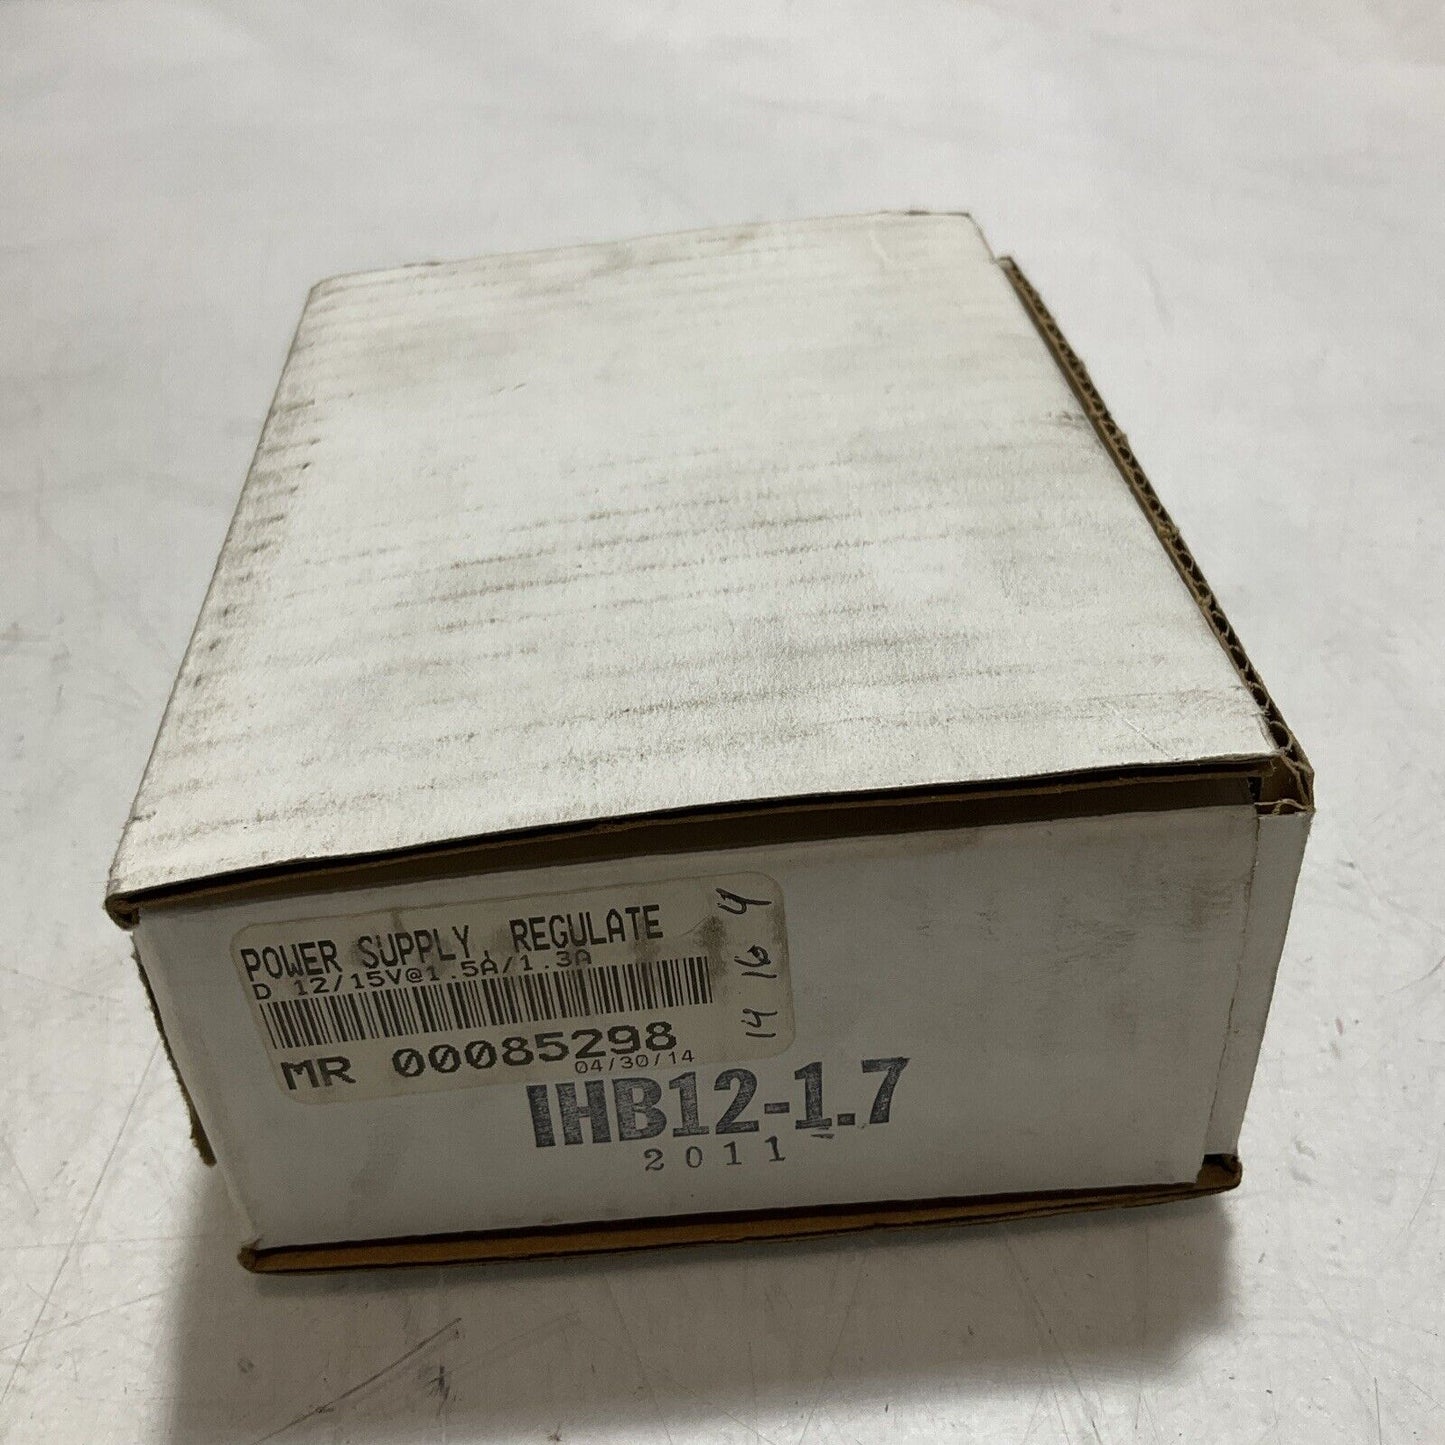 POWER SUPPLY, REGULATE
D 12/15V@1.5A/1.3A
MR 00085298
04/30/14
14 16 4
IHB12-1.7
2011